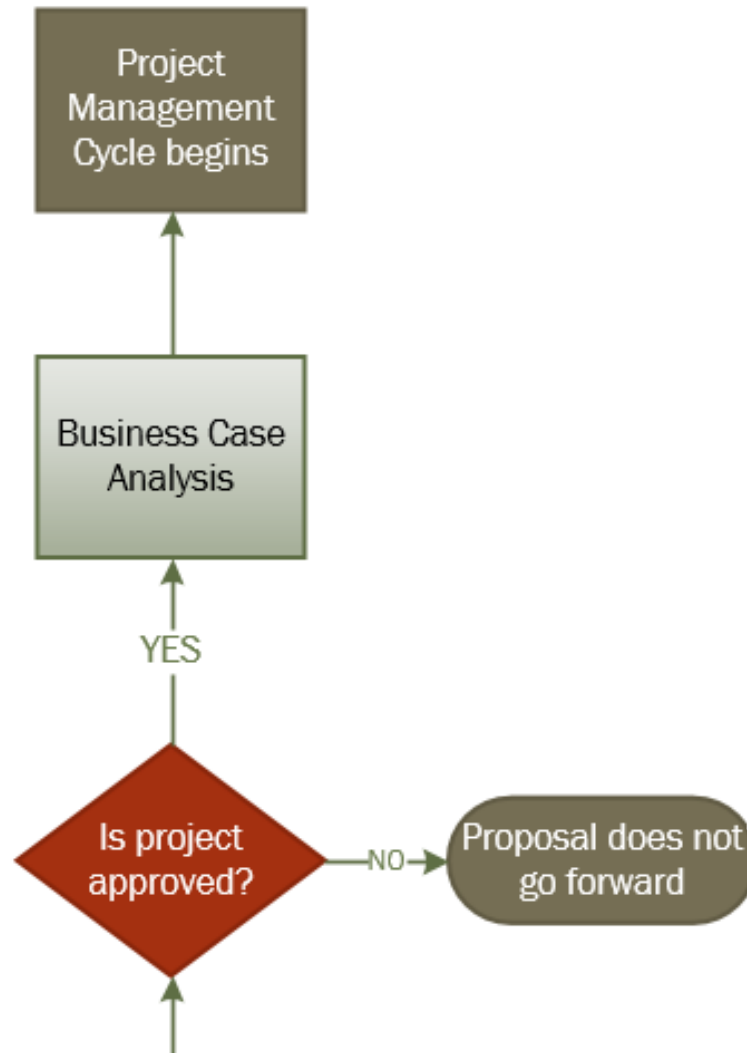 Project
Management
Cycle begins
Business Case
Analysis
YES
Is project
approved?
NO
Proposal does not
go forward